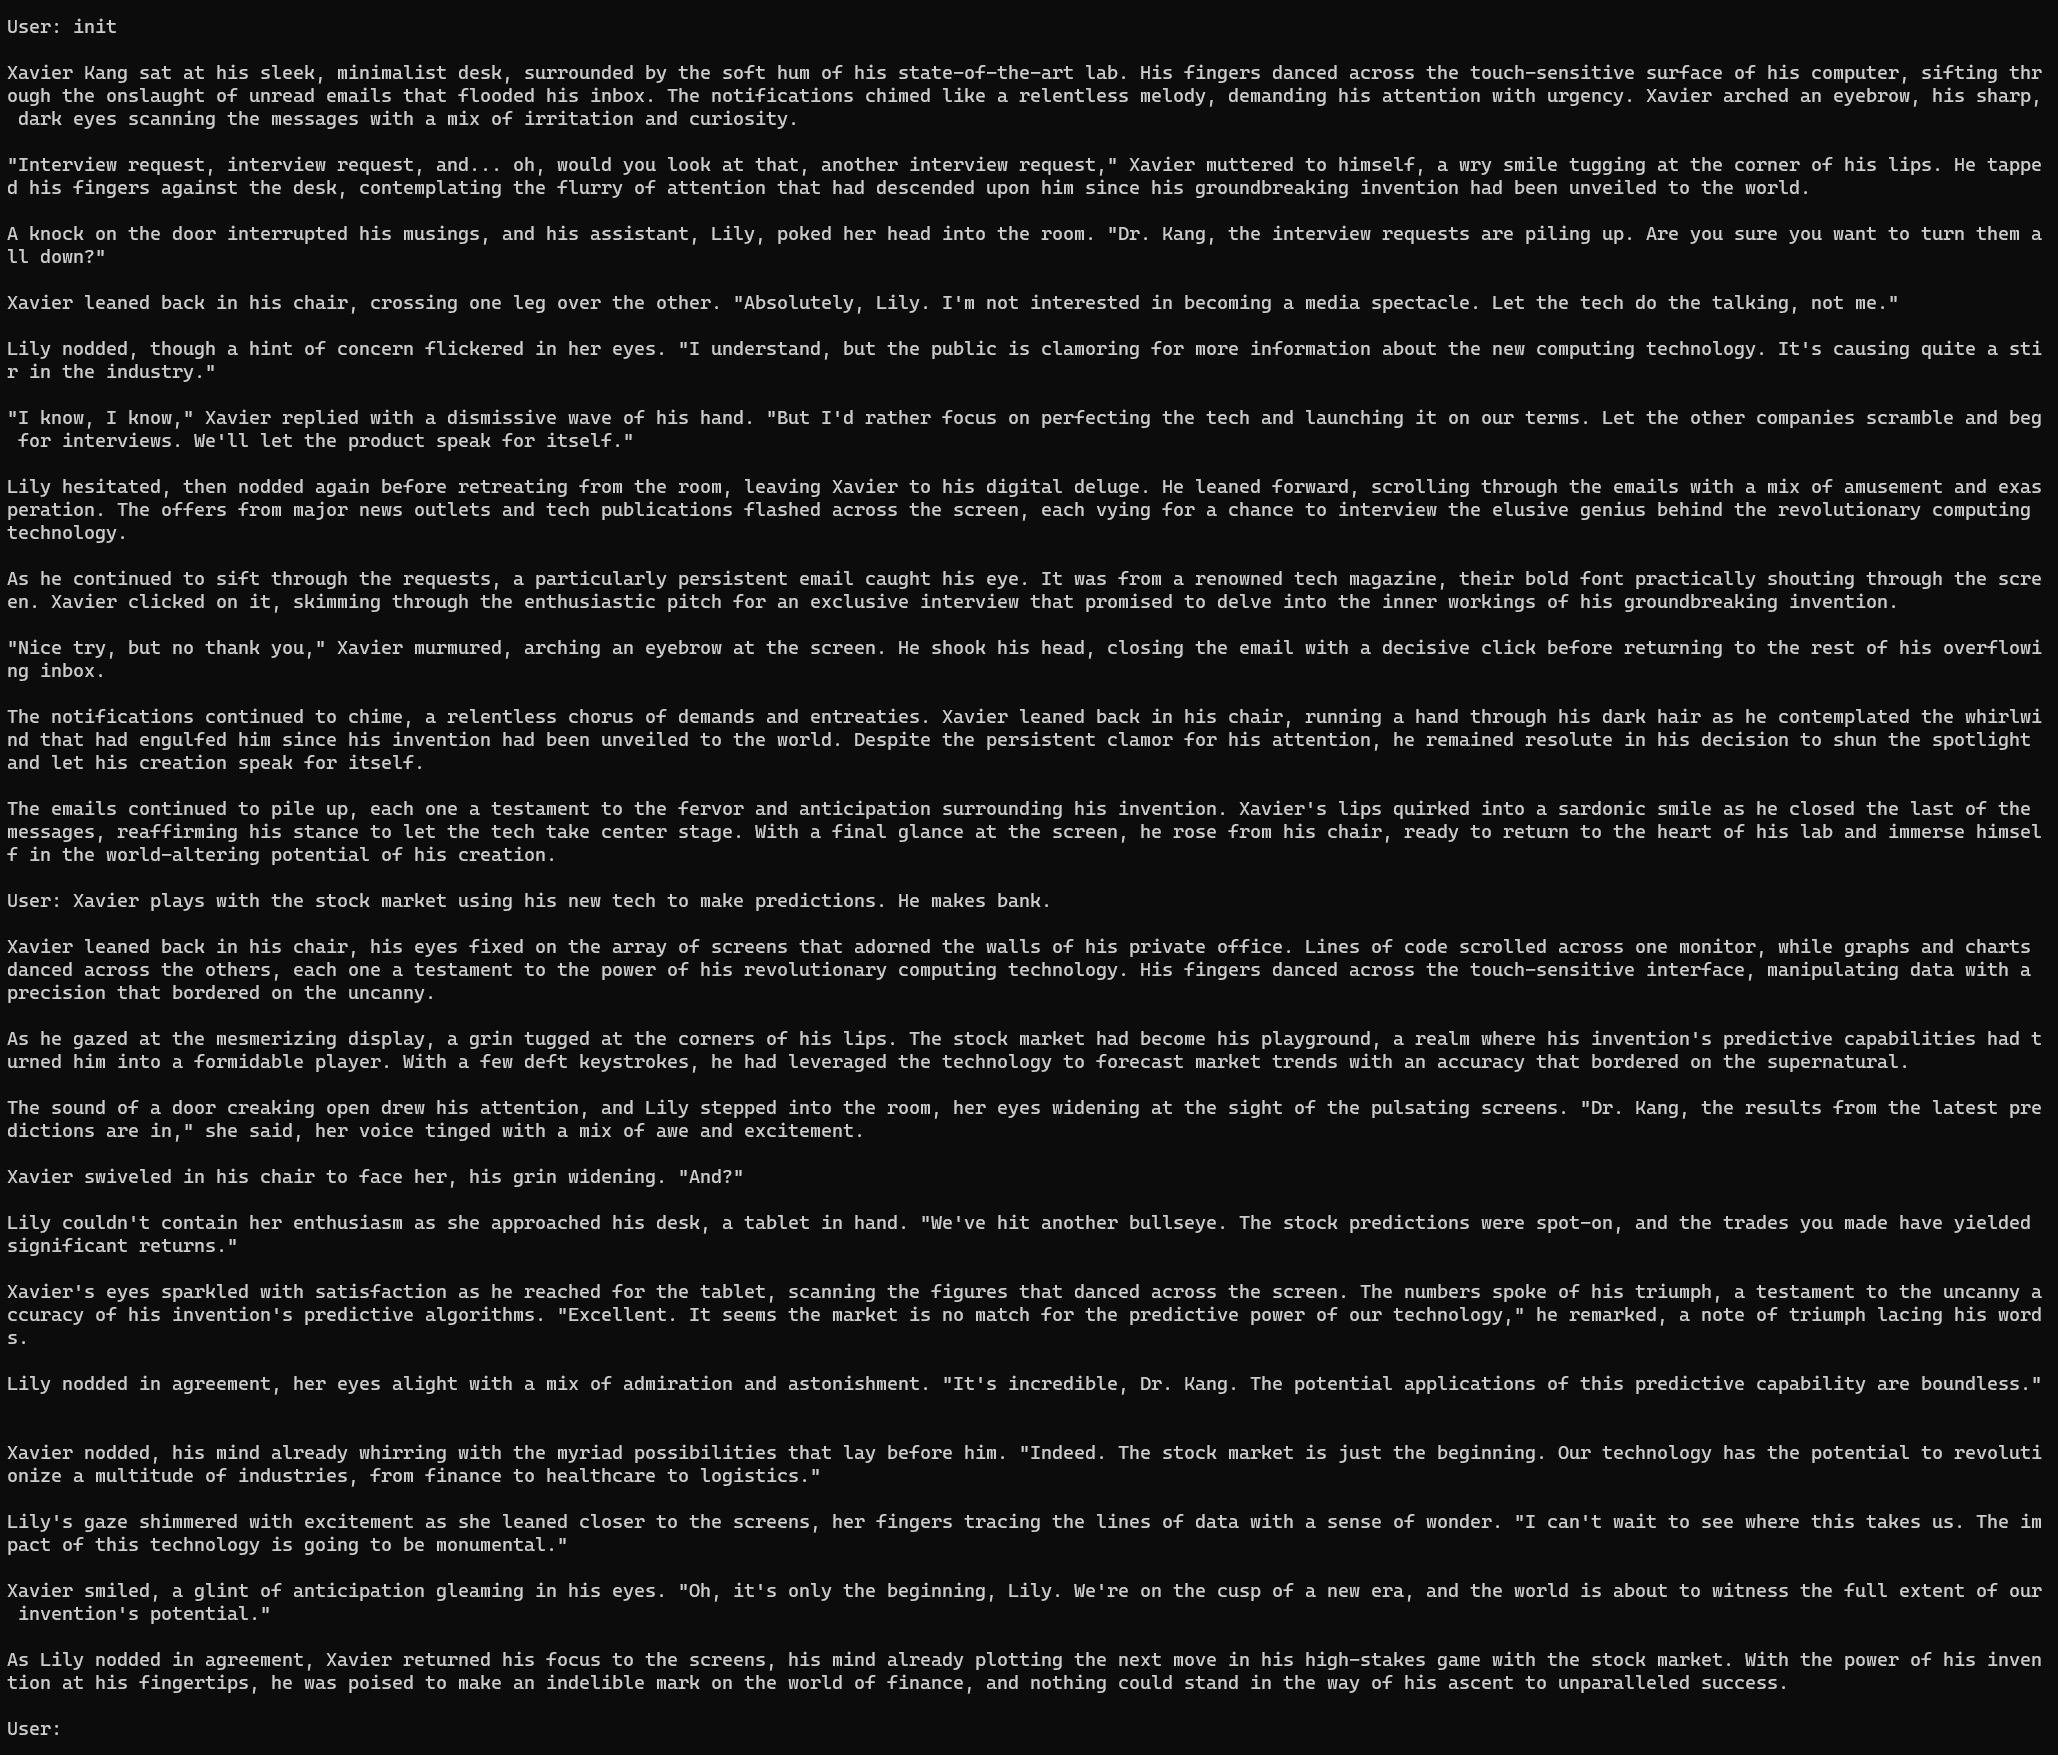 User: init
Xavier Kang sat at his sleek, minimalist desk, surrounded by the soft hum of his state-of-the-art lab. His fingers danced across the touch-sensitive surface of his computer, sifting thr
ough the onslaught of unread emails that flooded his inbox. The notifications chimed like a relentless melody, demanding his attention with urgency. Xavier arched an eyebrow, his sharp,
dark eyes scanning the messages with a mix of irritation and curiosity.
"Interview request, interview request, and... oh, would you look at that, another interview request," Xavier muttered to himself, a wry smile tugging at the corner of his lips. He tappe
d his fingers against the desk, contemplating the flurry of attention that had descended upon him since his groundbreaking invention had been unveiled to the world.
A knock on the door interrupted his musings, and his assistant, Lily, poked her head into the room. "Dr. Kang, the interview requests are piling up. Are you sure you want to turn them a
ll down?"
Xavier leaned back in his chair, crossing one leg over the other. "Absolutely, Lily. I'm not interested in becoming a media spectacle. Let the tech do the talking, not me."
Lily nodded, though a hint of concern flickered in her eyes. "I understand, but the public is clamoring for more information about the new computing technology. It's causing quite a sti
r in the industry."
"I know, I know," Xavier replied with a dismissive wave of his hand. "But I'd rather focus on perfecting the tech and launching it on our terms. Let the other companies scramble and beg
for interviews. We'll let the product speak for itself."
Lily hesitated, then nodded again before retreating from the room, leaving Xavier to his digital deluge. He leaned forward, scrolling through the emails with a mix of amusement and exas
peration. The offers from major news outlets and tech publications flashed across the screen, each vying for a chance to interview the elusive genius behind the revolutionary computing
technology.
As he continued to sift through the requests, a particularly persistent email caught his eye. It was from a renowned tech magazine, their bold font practically shouting through the scre
en. Xavier clicked on it, skimming through the enthusiastic pitch for an exclusive interview that promised to delve into the inner workings of his groundbreaking invention.
"Nice try, but no thank you," Xavier murmured, arching an eyebrow at the screen. He shook his head, closing the email with a decisive click before returning to the rest of his overflowi
ng inbox.
The notifications continued to chime, a relentless chorus of demands and entreaties. Xavier leaned back in his chair, running a hand through his dark hair as he contemplated the whirlwi
nd that had engulfed him since his invention had been unveiled to the world. Despite the persistent clamor for his attention, he remained resolute in his decision to shun the spotlight
and let his creation speak for itself.
The emails continued to pile up, each one a testament to the fervor and anticipation surrounding his invention. Xavier's lips quirked into a sardonic smile as he closed the last of the
messages, reaffirming his stance to let the tech take center stage. With a final glance at the screen, he rose from his chair, ready to return to the heart of his lab and immerse himsel
f in the world-altering potential of his creation.
User: Xavier plays with the stock market using his new tech to make predictions. He makes bank.
Xavier leaned back in his chair, his eyes fixed on the array of screens that adorned the walls of his private office. Lines of code scrolled across one monitor, while graphs and charts
danced across the others, each one a testament to the power of his revolutionary computing technology. His fingers danced across the touch-sensitive interface, manipulating data with a
precision that bordered on the uncanny.
As he gazed at the mesmerizing display, a grin tugged at the corners of his lips. The stock market had become his playground, a realm where his invention's predictive capabilities had t
urned him into a formidable player. With a few deft keystrokes, he had leveraged the technology to forecast market trends with an accuracy that bordered on the supernatural.
The sound of a door creaking open drew his attention, and Lily stepped into the room, her eyes widening at the sight of the pulsating screens. "Dr. Kang, the results from the latest pre
dictions are in," she said, her voice tinged with a mix of awe and excitement.
Xavier swiveled in his chair to face her, his grin widening. "And?"
Lily couldn't contain her enthusiasm as she approached his desk, a tablet in hand. "We've hit another bullseye. The stock predictions were spot-on, and the trades you made have yielded
significant returns."
Xavier's eyes sparkled with satisfaction as he reached for the tablet, scanning the figures that danced across the screen. The numbers spoke of his triumph, a testament to the uncanny a
ccuracy of his invention's predictive algorithms. "Excellent. It seems the market is no match for the predictive power of our technology," he remarked, a note of triumph lacing his word
s.
Lily nodded in agreement, her eyes alight with a mix of admiration and astonishment. "It's incredible, Dr. Kang. The potential applications of this predictive capability are boundless."
Xavier nodded, his mind already whirring with the myriad possibilities that lay before him. "Indeed. The stock market is just the beginning. Our technology has the potential to revoluti
onize a multitude of industries, from finance to healthcare to logistics."
Lily's gaze shimmered with excitement as she leaned closer to the screens, her fingers tracing the lines of data with a sense of wonder. "I can't wait to see where this takes us. The im
pact of this technology is going to be monumental."
Xavier smiled, a glint of anticipation gleaming in his eyes. "Oh, it's only the beginning, Lily. We're on the cusp of a new era, and the world is about to witness the full extent of our
invention's potential."
As Lily nodded in agreement, Xavier returned his focus to the screens, his mind already plotting the next move in his high-stakes game with the stock market. With the power of his inven
tion at his fingertips, he was poised to make an indelible mark on the world of finance, and nothing could stand in the way of his ascent to unparalleled success.
User: